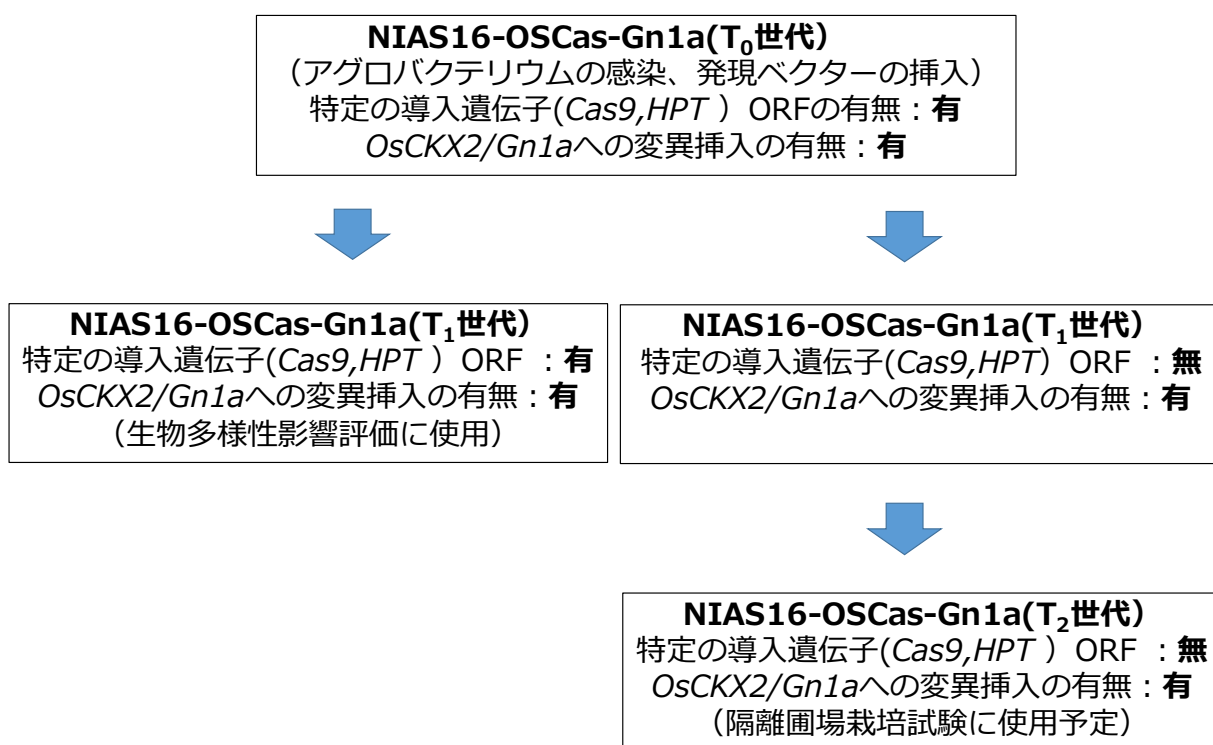 NIAS16-OSCas-Gn1a(T0世代）
（アグロバクテリウムの感染、発現ベクターの挿入）
特定の導入遺伝子(Cas9,HPT ）ORFの有無：有
OsCKX2/Gn1aへの変異挿入の有無：有
NIAS16-OSCas-Gn1a(T1世代）
特定の導入遺伝子(Cas9,HPT ）ORF ：有
OsCKX2/Gn1aへの変異挿入の有無：有
（生物多様性影響評価に使用）
NIAS16-OSCas-Gn1a(T1世代）
特定の導入遺伝子(Cas9,HPT）ORF ：無
OsCKX2/Gn1aへの変異挿入の有無：有
NIAS16-OSCas-Gn1a(T2世代）
特定の導入遺伝子(Cas9,HPT ）ORF ：無
OsCKX2/Gn1aへの変異挿入の有無：有
（隔離圃場栽培試験に使用予定）